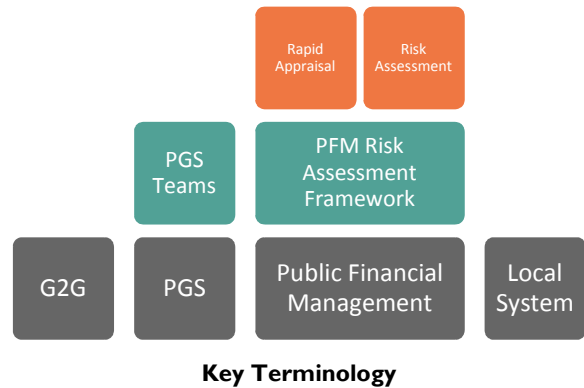 Rapid
Appraisal
Risk
Assessment
PGS
Teams
PFM Risk
Assessment
Framework
G2G
PGS
Public Financial
Management
Local
System
Key Terminology